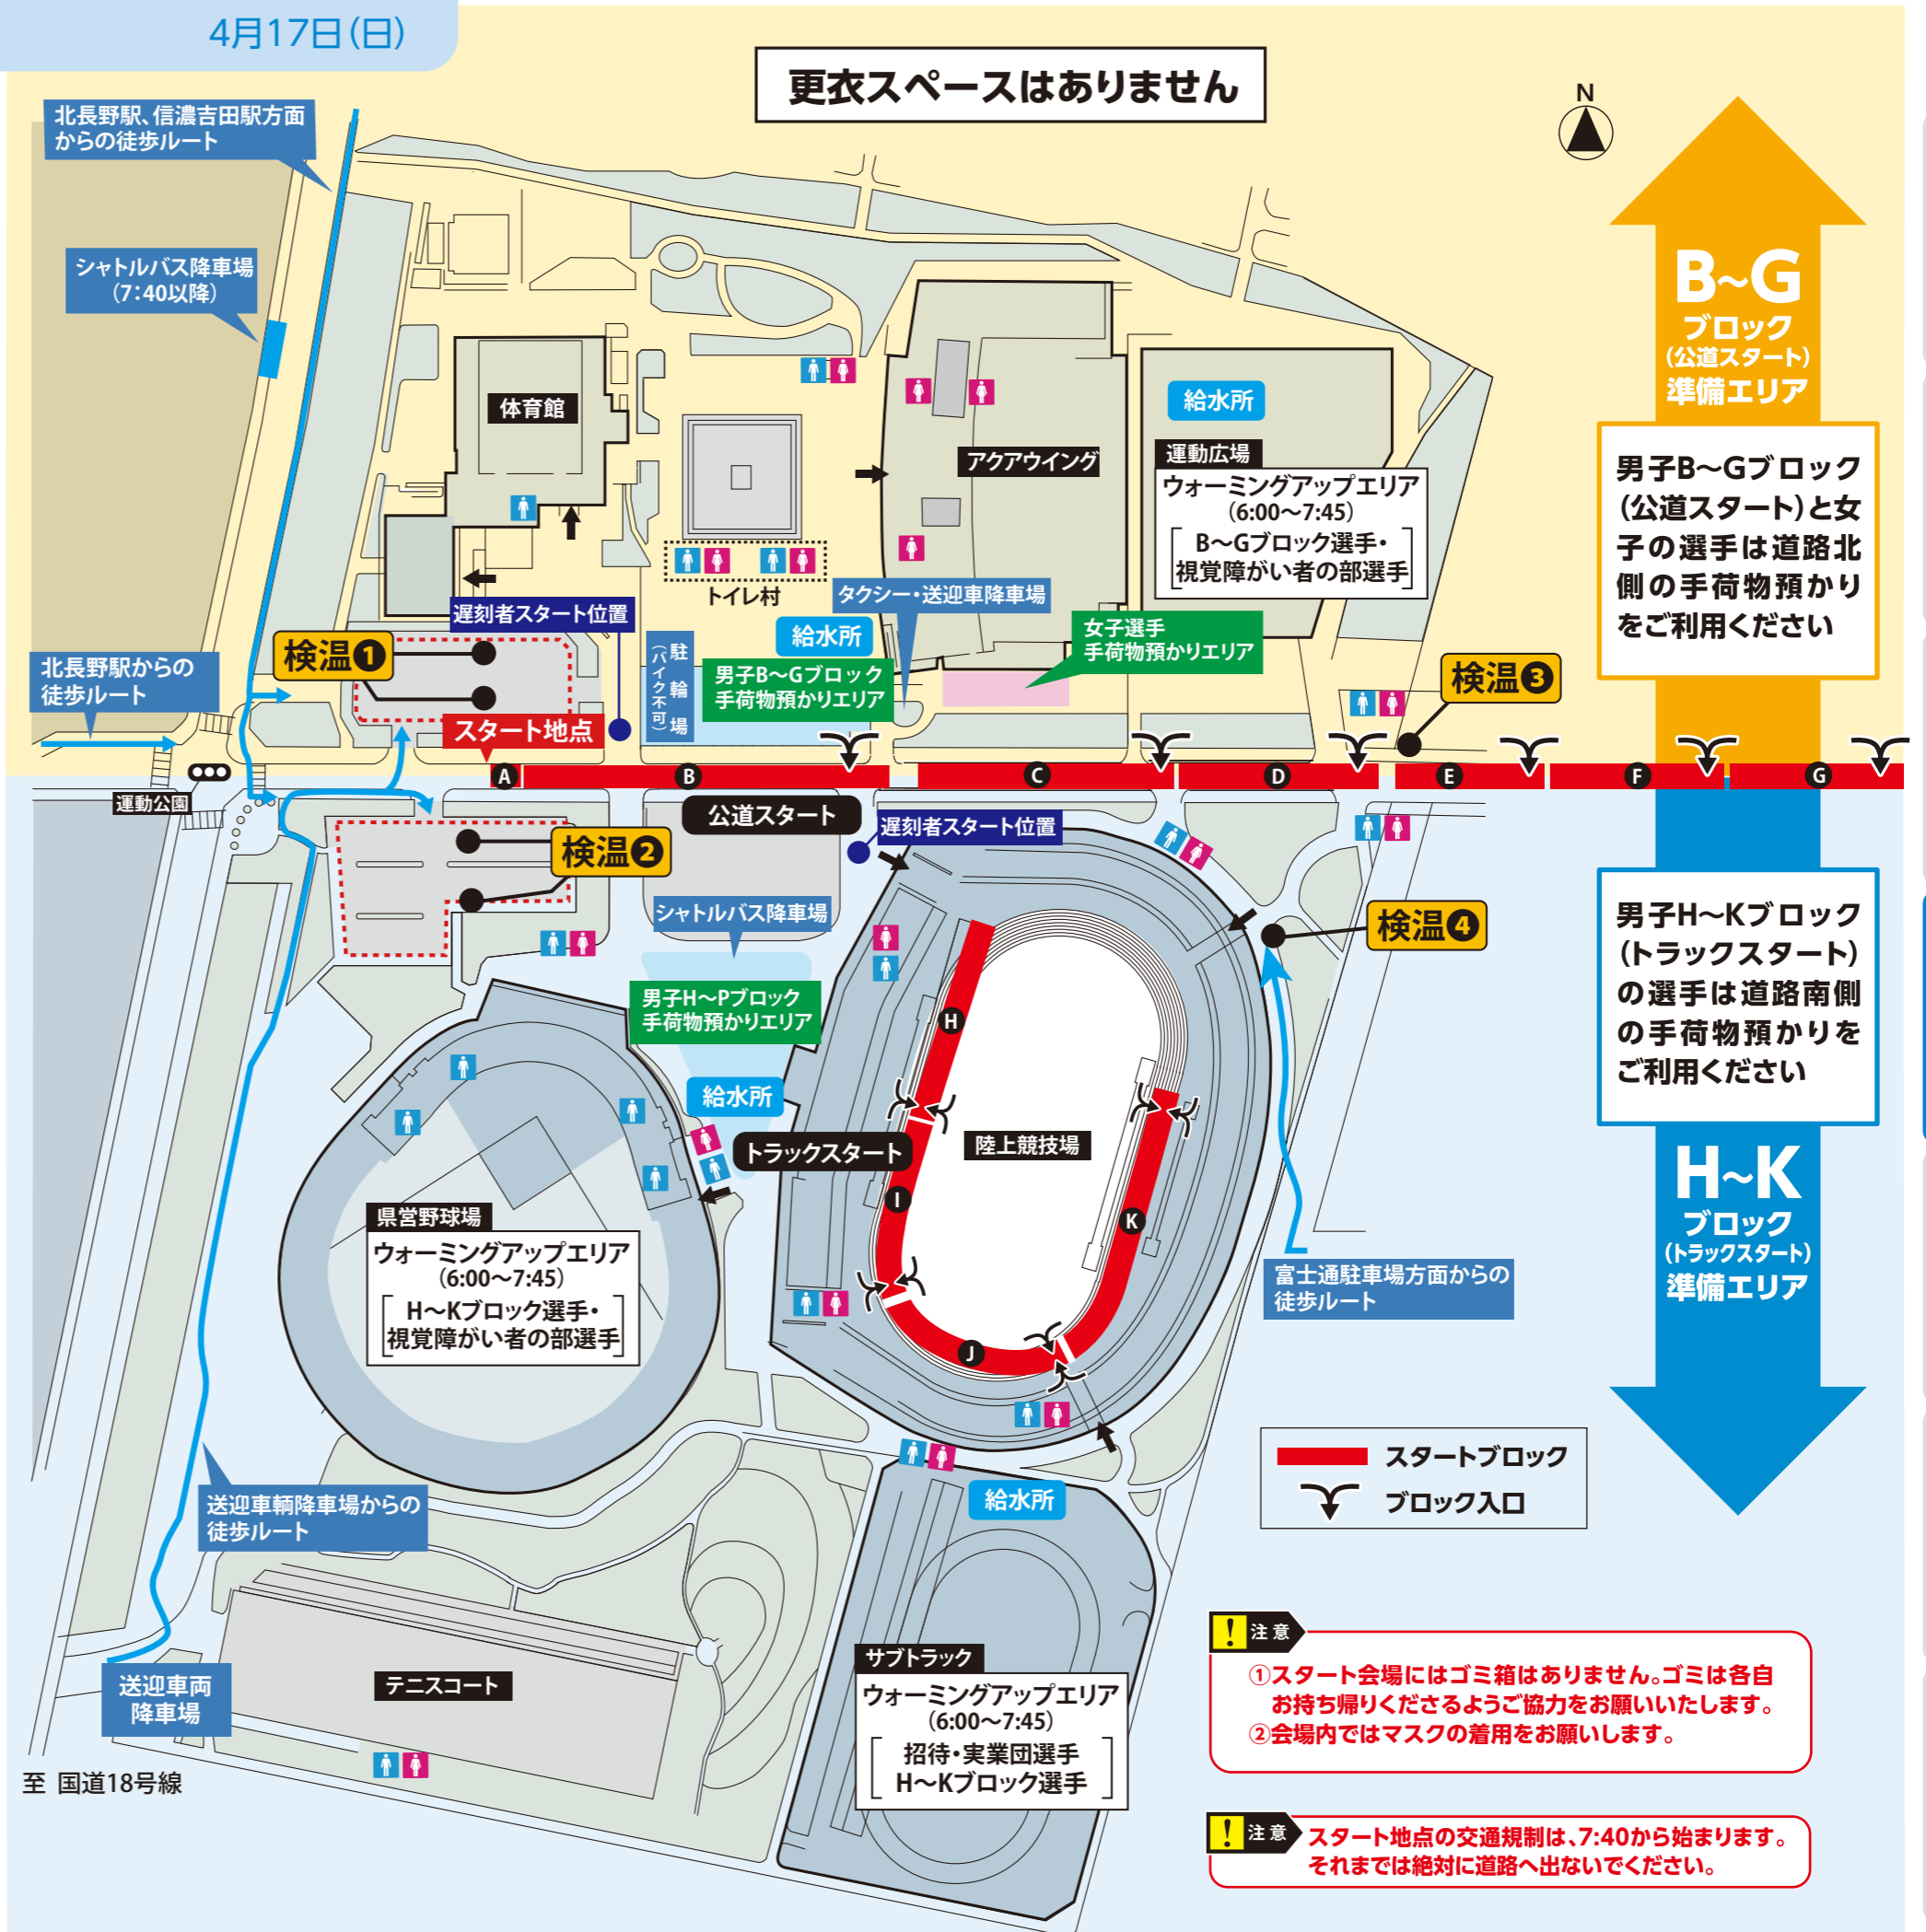 4月17日(日)
更衣スペースはありません
N
北長野駅、信濃吉田駅方面
からの徒歩ルート
シャトルバス降車場
(7:40以降)
体育館
アクアウイング
給水所
運動広場
ウォーミングアップエリア
(6:00〜7:45)
B〜Gブロック選手・
視覚障がい者の部選手
B〜G
ブロック
(公道スタート)
準備エリア
男子B〜Gブロック
(公道スタート)と女
子の選手は道路北
側の手荷物預かり
をご利用ください
トイレ村
遅刻者スタート位置
タクシー・送迎車降車場
給水所
女子選手
手荷物預かりエリア
検温❶
検温❸
北長野駅からの
徒歩ルート
駐輪場
(バイク不可)
男子B〜Gブロック
手荷物預かりエリア
スタート地点
A
B
C
D
E
F
G
運動公園
公道スタート
遅刻者スタート位置
検温❷
シャトルバス降車場
検温❹
男子H〜Kブロック
(トラックスタート)
の選手は道路南側
の手荷物預かりを
ご利用ください
男子H〜Pブロック
手荷物預かりエリア
H
給水所
トラックスタート
陸上競技場
I
K
J
H〜K
ブロック
(トラックスタート)
準備エリア
県営野球場
ウォーミングアップエリア
(6:00〜7:45)
H〜Kブロック選手・
視覚障がい者の部選手
富士通駐車場方面からの
徒歩ルート
スタートブロック
ブロック入口
送迎車輌降車場からの
徒歩ルート
給水所
送迎車両
降車場
テニスコート
サブトラック
ウォーミングアップエリア
(6:00〜7:45)
招待・実業団選手
H〜Kブロック選手
至 国道18号線
! 注意
①スタート会場にはゴミ箱はありません。ゴミは各自
お持ち帰りくださるようご協力をお願いいたします。
②会場内ではマスクの着用をお願いします。
! 注意
スタート地点の交通規制は、7:40から始まります。
それまでは絶対に道路へ出ないでください。